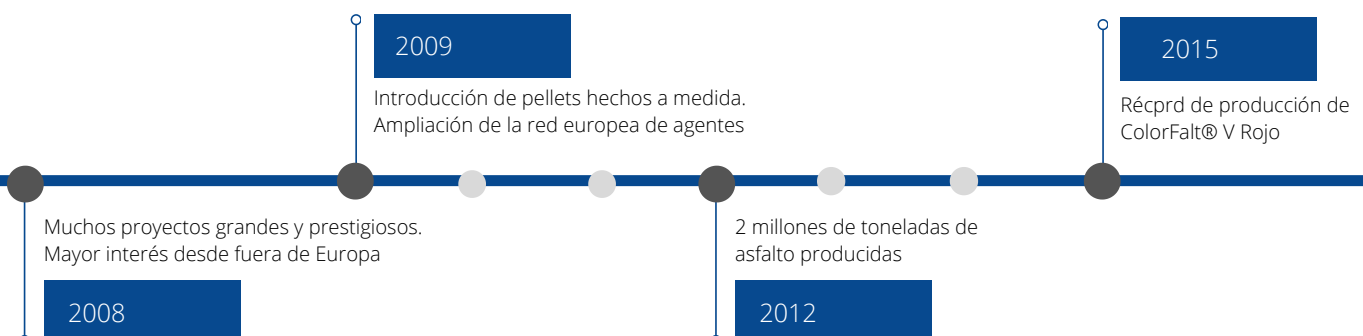 2009
Introducción de pellets hechos a medida.
Ampliación de la red europea de agentes
2015
Récprd de producción de
ColorFalt® V Rojo
Muchos proyectos grandes y prestigiosos.
Mayor interés desde fuera de Europa
2008
2 millones de toneladas de
asfalto producidas
2012